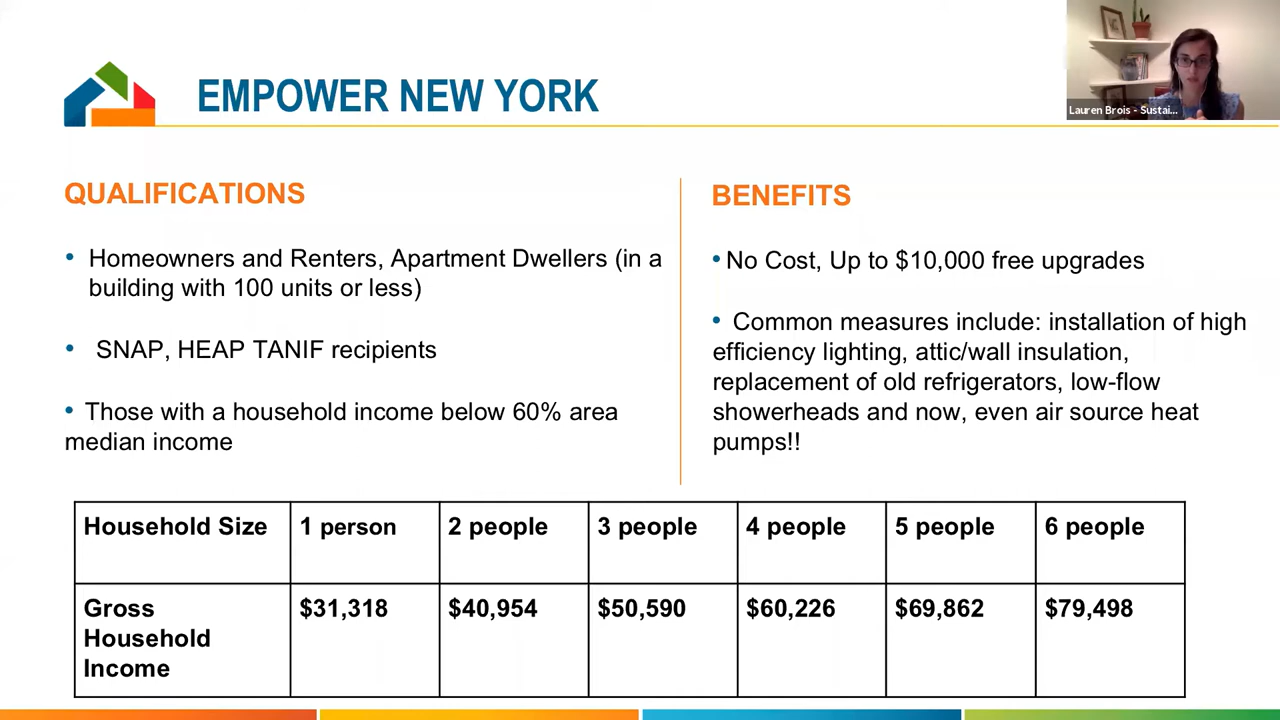 EMPOWER NEW YORK
Lauren Brois - Sustai...
QUALIFICATIONS
• Homeowners and Renters, Apartment Dwellers (in a
building with 100 units or less)
• SNAP, HEAP TANIF recipients
• Those with a household income below 60% area
median income
BENEFITS
• No Cost, Up to $10,000 free upgrades
• Common measures include: installation of high
efficiency lighting, attic/wall insulation,
replacement of old refrigerators, low-flow
showerheads and now, even air source heat
pumps!!
Household Size 1 person 2 people 3 people 4 people 5 people 6 people
Gross $31,318 $40,954 $50,590 $60,226 $69,862 $79,498
Household
Income